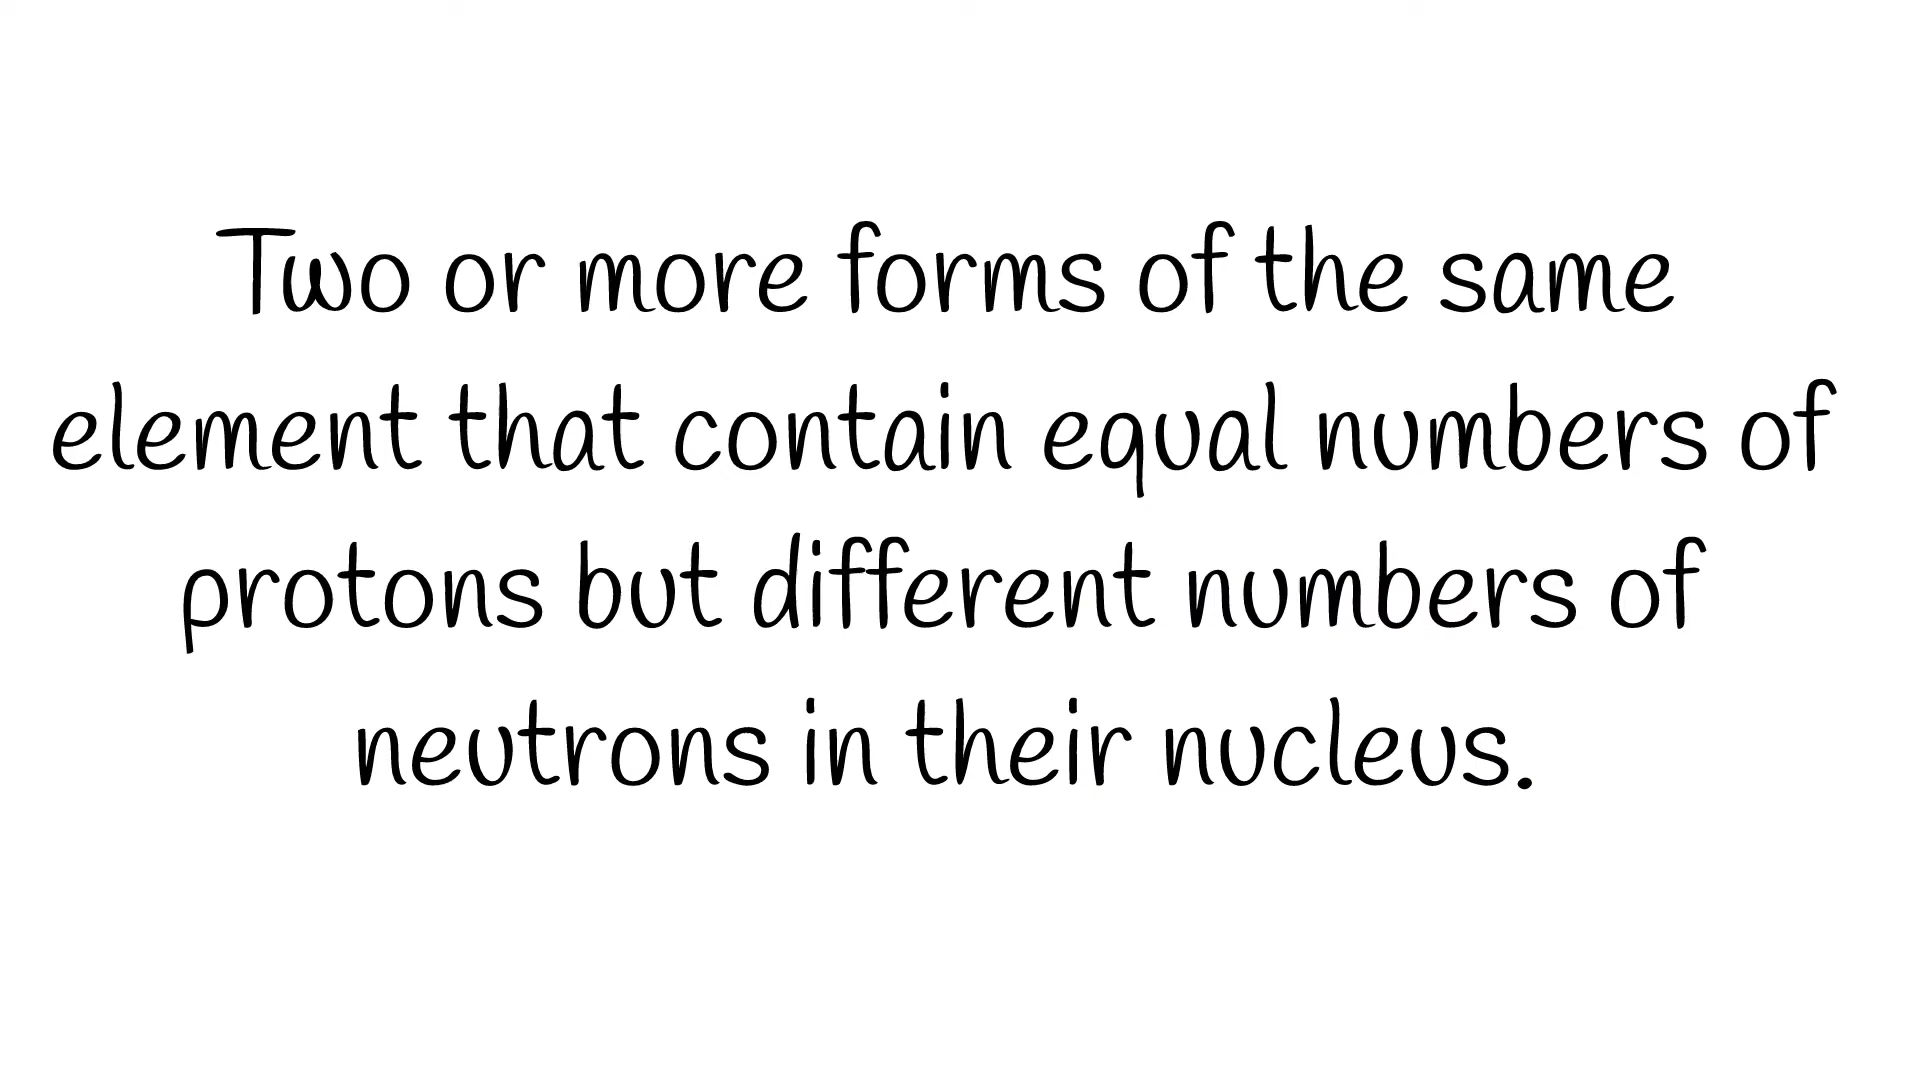 Two or more forms of the same
element that contain equal numbers of
protons but different numbers of
neutrons in their nucleus.